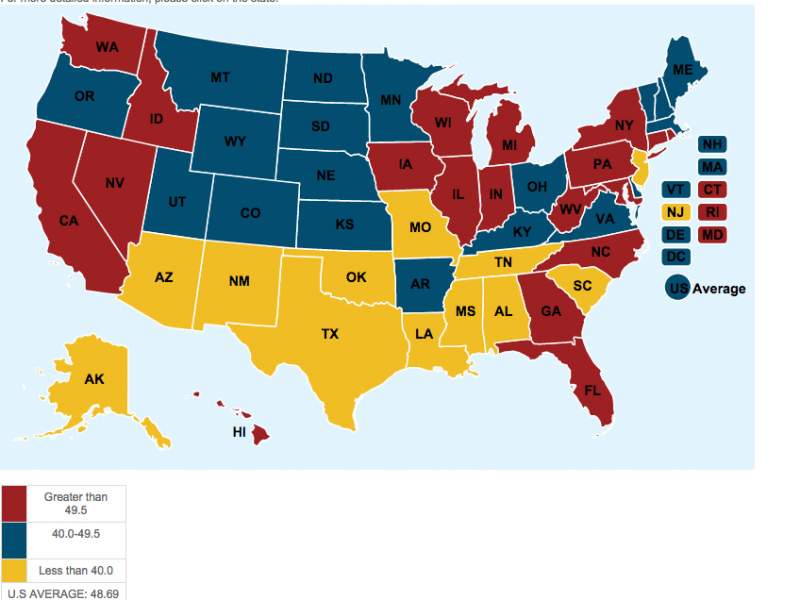 For more detailed information, please click on the state.
WA
MT
ND
MN
ME
OR
ID
WY
SD
WI
MI
NY
NH
MA
NV
UT
CO
NE
IA
IL
IN
OH
PA
VT
CT
CA
KS
MO
KY
WV
VA
NJ
RI
DE
MD
DC
AZ
NM
OK
AR
TN
NC
SC
US Average
TX
LA
MS
AL
GA
AK
FL
HI
Greater than
49.5
40.0-49.5
Less than 40.0
U.S AVERAGE: 48.69